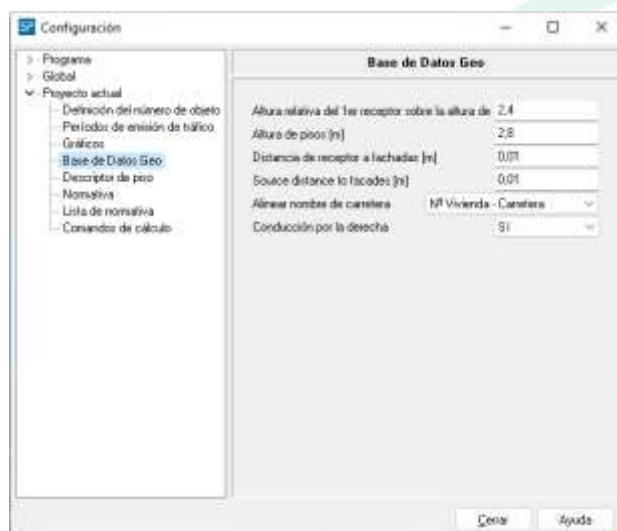 SP Configuración
Programa
Global
Proyecto actual
Definición del número de objeto
Períodos de emisión de tráfico
Gráficos
Base de Datos Geo
Descriptor de piso
Normativa
Lista de normativa
Comandos de cálculo
Base de Datos Geo
Altura relativa del 1er receptor sobre la altura de 2,4
Altura de pisos [m] 2,8
Distancia de receptor a fachadas [m] 0,01
Source distance to facades [m] 0,01
Alinear nombre de carretera Nº Vivienda - Carretera
Conducción por la derecha Sí
Cerrar Ayuda